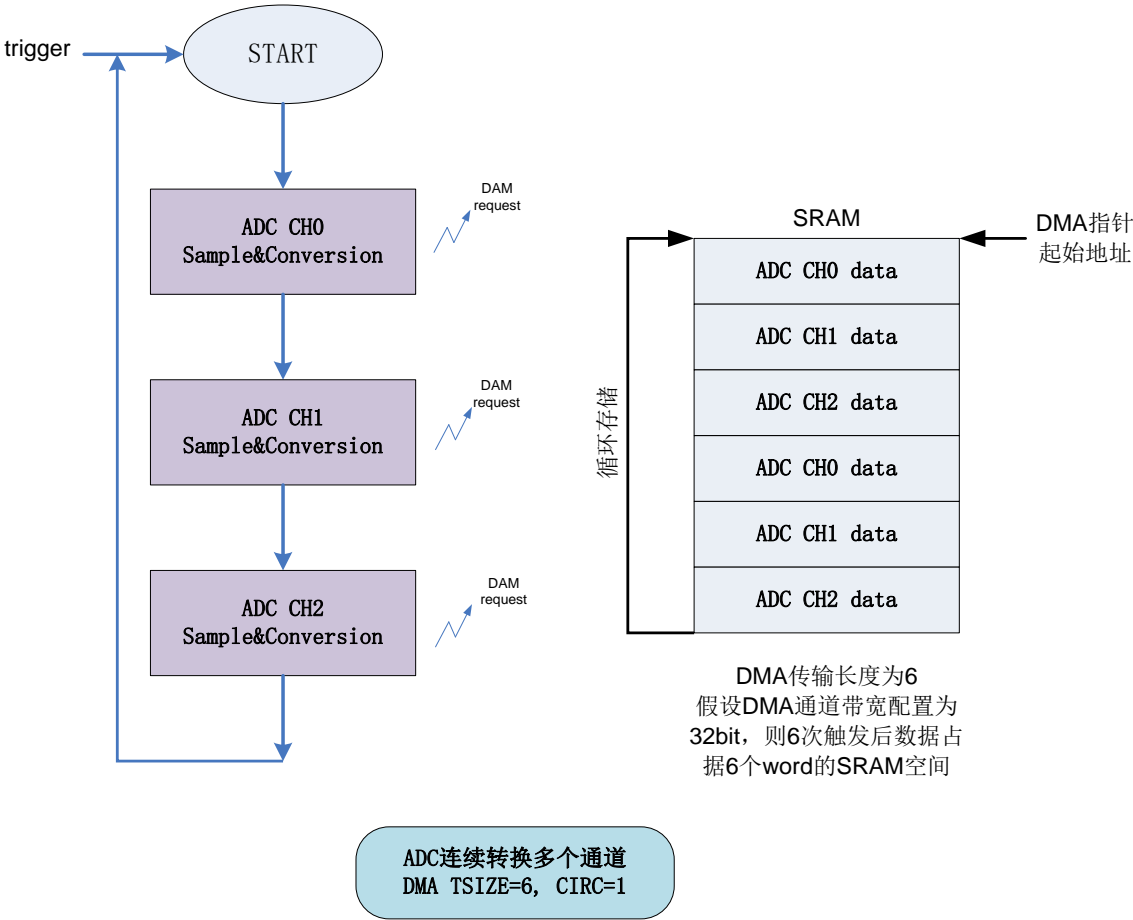 trigger
START
ADC CH0
Sample&Conversion
DAM
request
ADC CH1
Sample&Conversion
DAM
request
ADC CH2
Sample&Conversion
DAM
request
SRAM
DMA指针
起始地址
ADC CH0 data
ADC CH1 data
ADC CH2 data
ADC CH0 data
ADC CH1 data
ADC CH2 data
循环存储
DMA传输长度为6
假设DMA通道带宽配置为
32bit，则6次触发后数据占
据6个word的SRAM空间
ADC连续转换多个通道
DMA TSIZE=6, CIRC=1